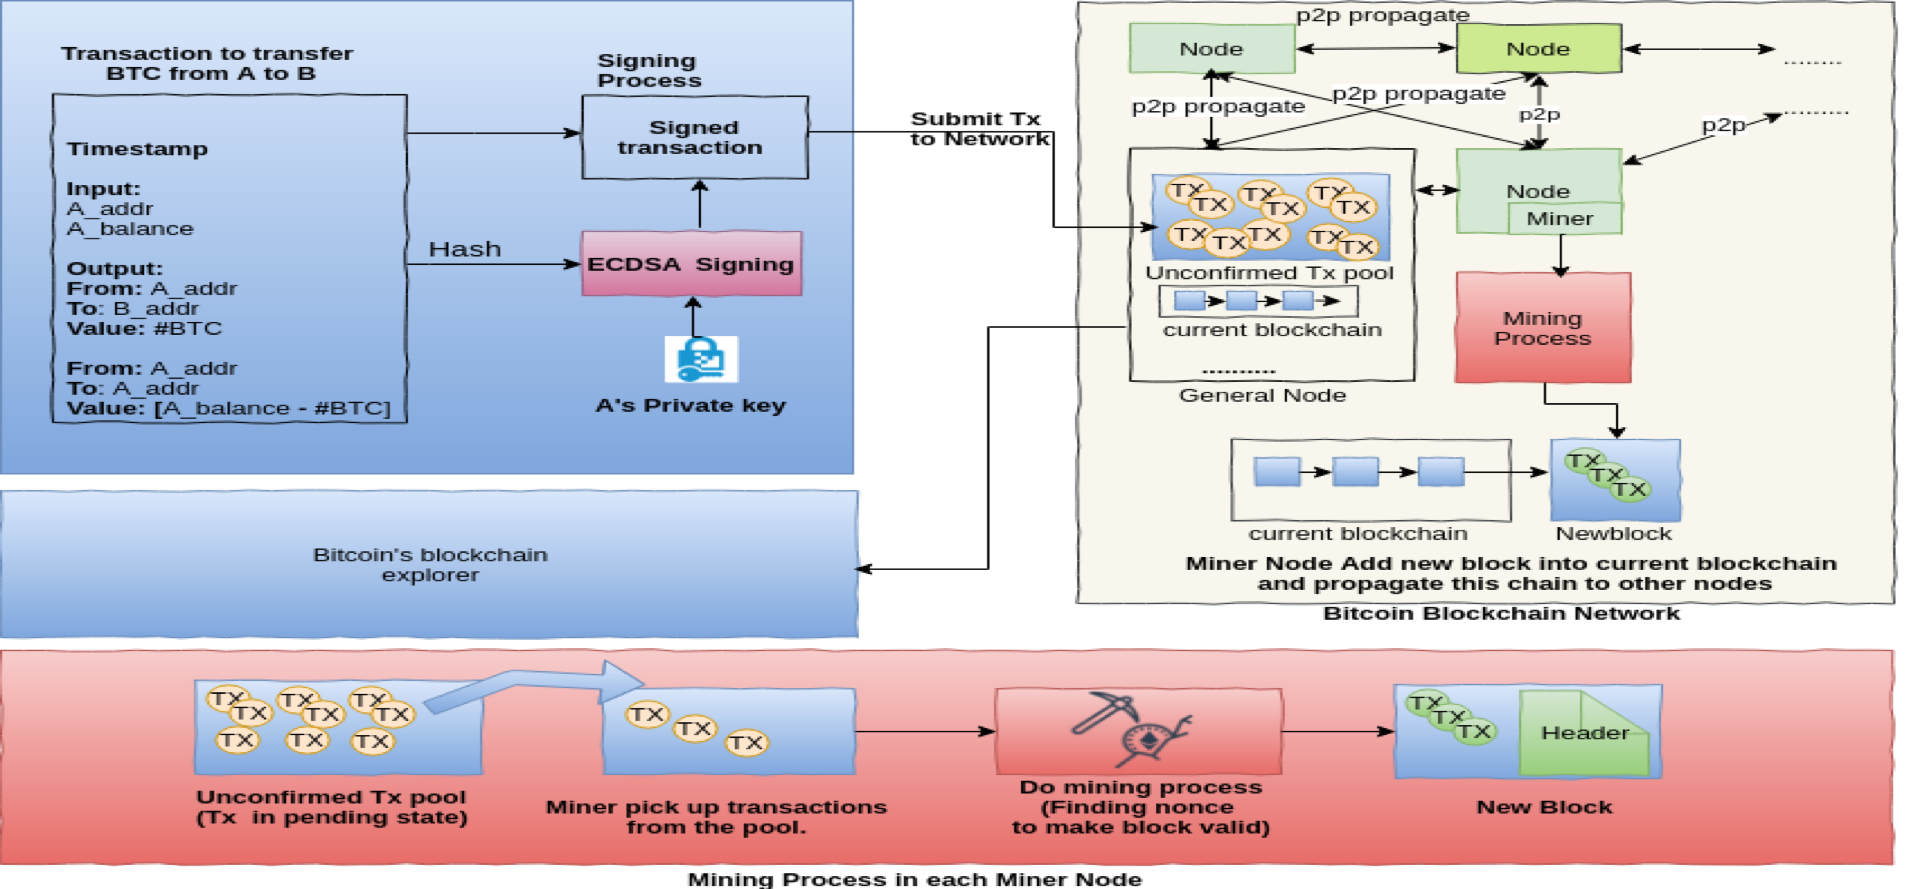 Transaction to transfer
BTC from A to B
Timestamp
Input:
A_addr
A_balance
Output:
From: A_addr
To: B_addr
Value: #BTC
From: A_addr
To: A_addr
Value: [A_balance - #BTC]
Hash
Signing
Process
Signed
transaction
ECDSA Signing
A's Private key
Submit Tx
to Network
Bitcoin's blockchain
explorer
p2p propagate
Node
Node
........
p2p propagate
p2p propagate
p2p
p2p
.........
TX
TX
TX
TX
TX
TX
TX
TX
TX
TX
TX
Unconfirmed Tx pool
current blockchain
..........
General Node
Node
Miner
Mining
Process
current blockchain
TX
TX
TX
Newblock
Miner Node Add new block into current blockchain
and propagate this chain to other nodes
Bitcoin Blockchain Network
TX
TX
TX
TX
TX
TX
TX
TX
TX
Unconfirmed Tx pool
(Tx in pending state)
TX
TX
TX
Miner pick up transactions
from the pool.
Do mining process
(Finding nonce
to make block valid)
TX
TX
TX
Header
New Block
Mining Process in each Miner Node